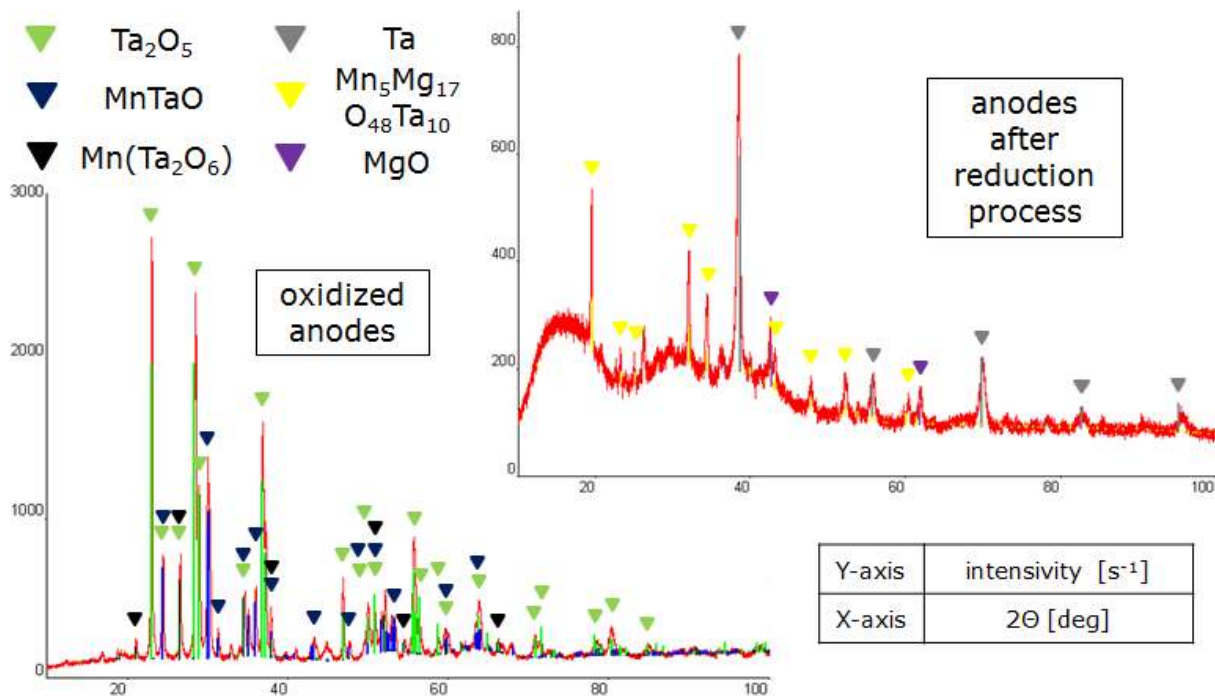 Ta₂O₅
Ta
MnTaO
Mn₅Mg₁₇
O₄₈Ta₁₀
Mn(Ta₂O₆)
MgO
800
600
400
200
0
20
40
60
80
100
anodes
after
reduction
process
3000
2000
1000
0
20
40
60
80
100
oxidized
anodes
Y-axis intensivity [s⁻¹]
X-axis 2Θ [deg]